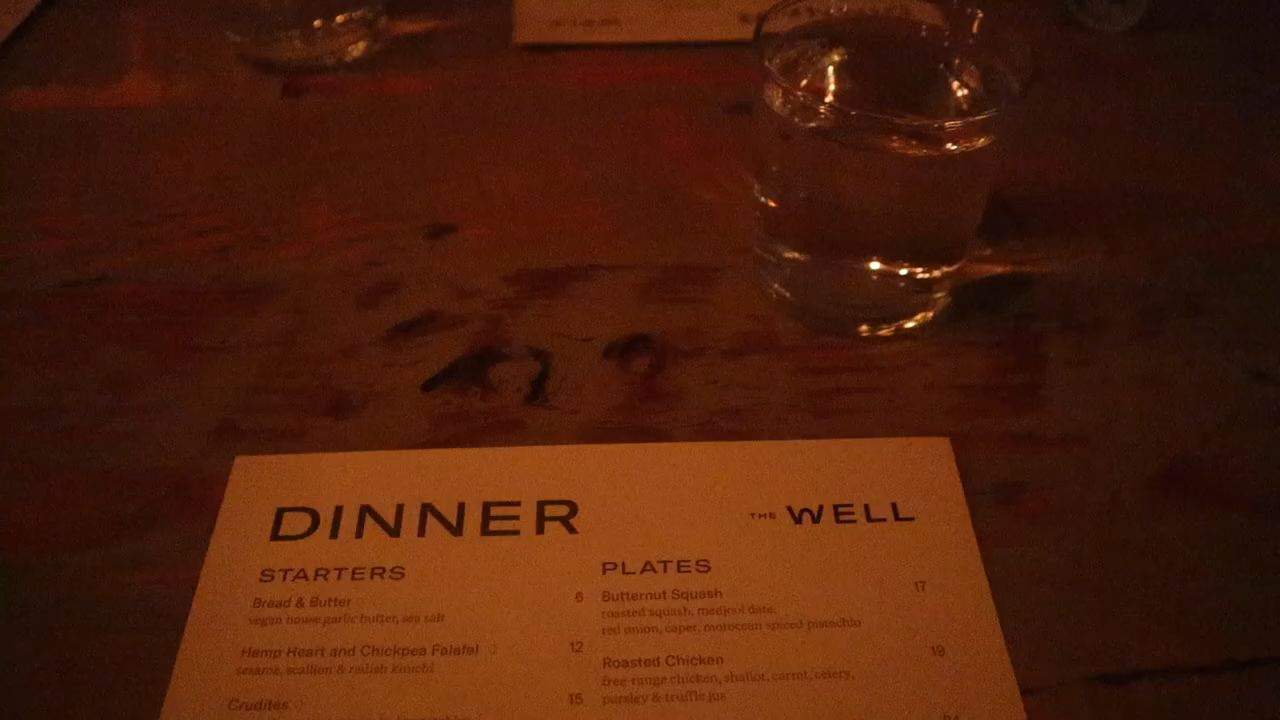 DINNER
THE WELL
STARTERS
Bread & Butter 6
vegan house garlic butter, sea salt
Hemp Heart and Chickpea Falafel 12
sesame, scallion & radish kimchi
Crudites 15
PLATES
Butternut Squash 17
roasted squash, medjool date,
red onion, caper, moroccan spiced pistachio
Roasted Chicken 19
free-range chicken, shallot, carrot, celery,
parsley & truffle jus